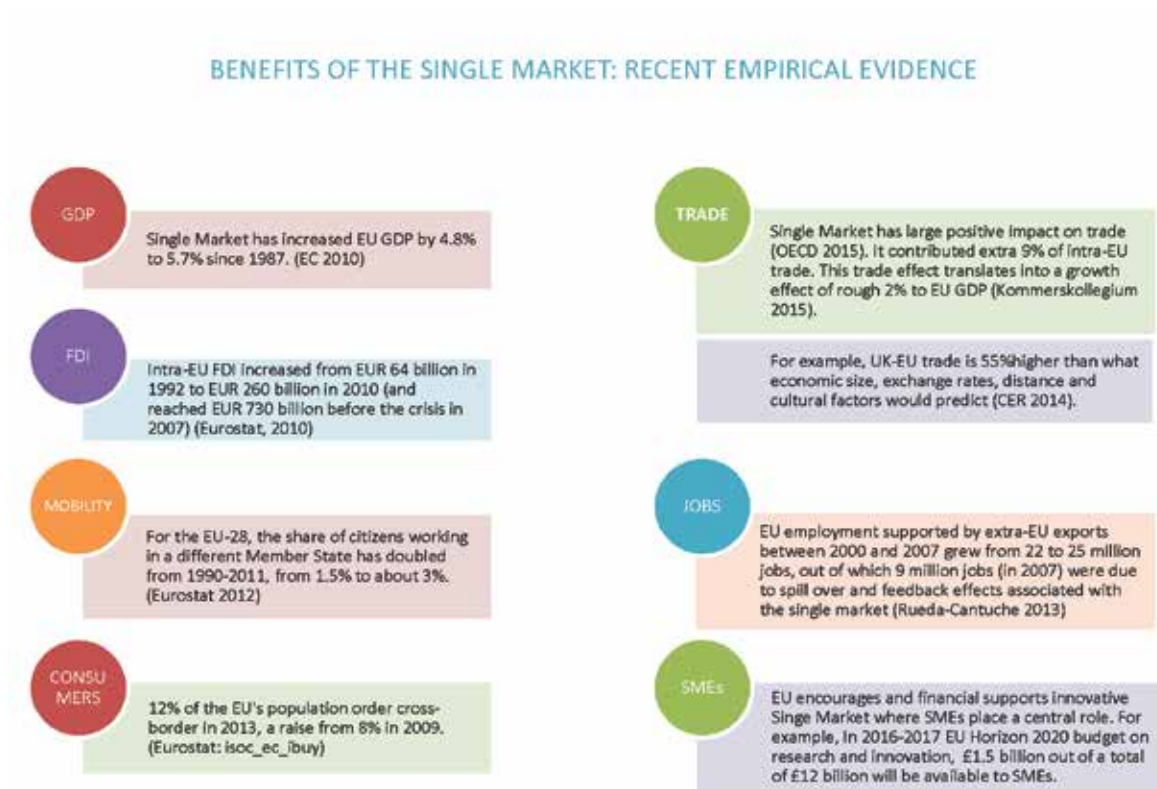 BENEFITS OF THE SINGLE MARKET: RECENT EMPIRICAL EVIDENCE
GDP
Single Market has increased EU GDP by 4.8%
to 5.7% since 1987. (EC 2010)
FDI
Intra-EU FDI increased from EUR 64 billion in
1992 to EUR 260 billion in 2010 (and
reached EUR 730 billion before the crisis in
2007) (Eurostat, 2010)
MOBILITY
For the EU-28, the share of citizens working
in a different Member State has doubled
from 1990-2011, from 1.5% to about 3%.
(Eurostat 2012)
CONSU
MERS
12% of the EU's population order cross-
border in 2013, a raise from 8% in 2009.
(Eurostat: isoc_ec_ibuy)
TRADE
Single Market has large positive impact on trade
(OECD 2015). It contributed extra 9% of intra-EU
trade. This trade effect translates into a growth
effect of rough 2% to EU GDP (Kommerskollegium
2015).
For example, UK-EU trade is 55%higher than what
economic size, exchange rates, distance and
cultural factors would predict (CER 2014).
JOBS
EU employment supported by extra-EU exports
between 2000 and 2007 grew from 22 to 25 million
jobs, out of which 9 million jobs (in 2007) were due
to spill over and feedback effects associated with
the single market (Rueda-Cantuche 2013)
SMEs
EU encourages and financial supports innovative
Singe Market where SMEs place a central role. For
example, in 2016-2017 EU Horizon 2020 budget on
research and innovation, £1.5 billion out of a total
of £12 billion will be available to SMEs.